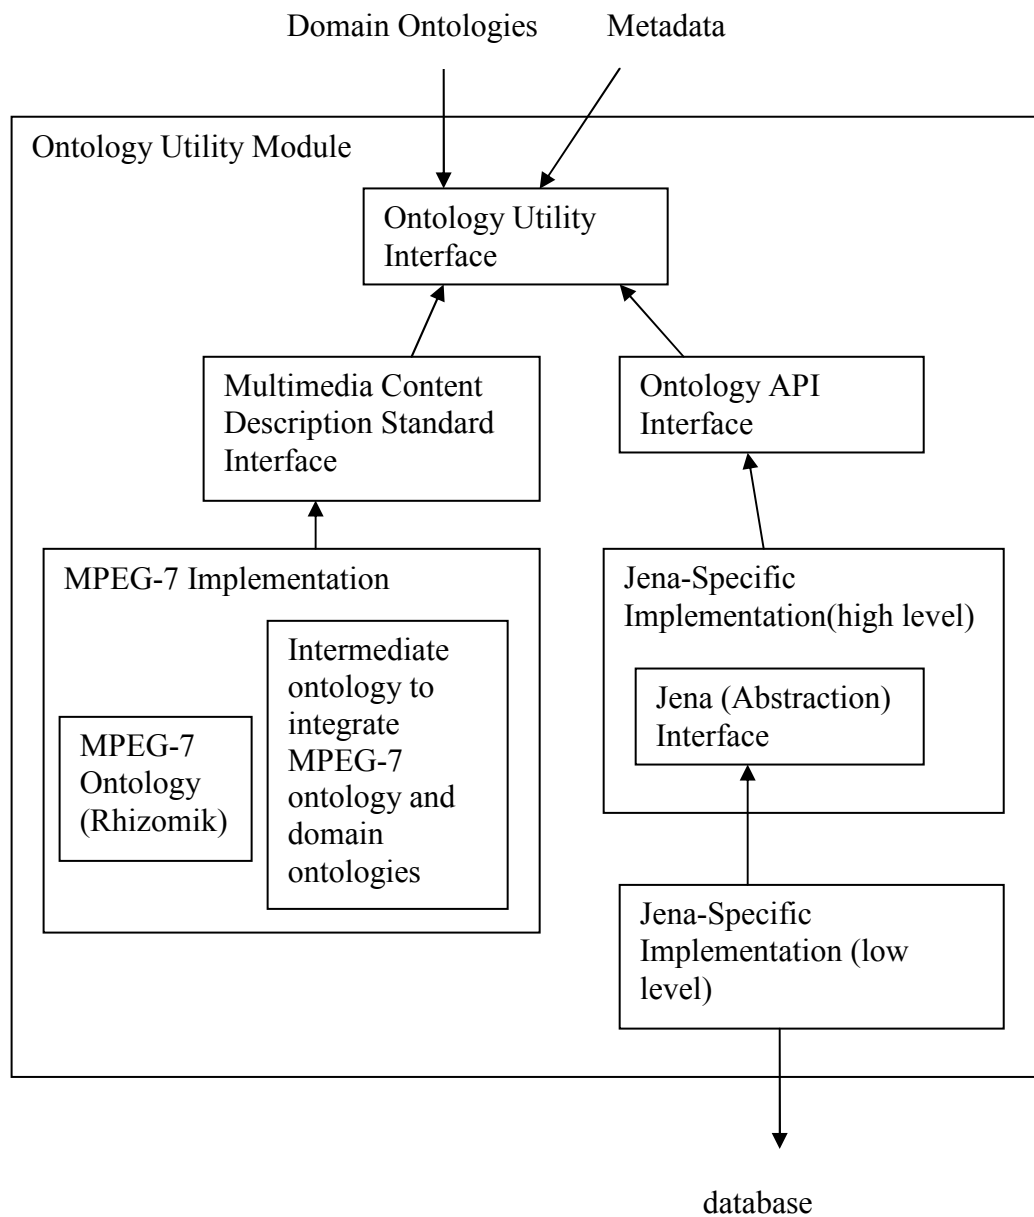 Domain Ontologies
Metadata
Ontology Utility Module
Ontology Utility
Interface
Multimedia Content
Description Standard
Interface
Ontology API
Interface
MPEG-7 Implementation
MPEG-7
Ontology
(Rhizomik)
Intermediate
ontology to
integrate
MPEG-7
ontology and
domain
ontologies
Jena-Specific
Implementation(high level)
Jena (Abstraction)
Interface
Jena-Specific
Implementation (low
level)
database